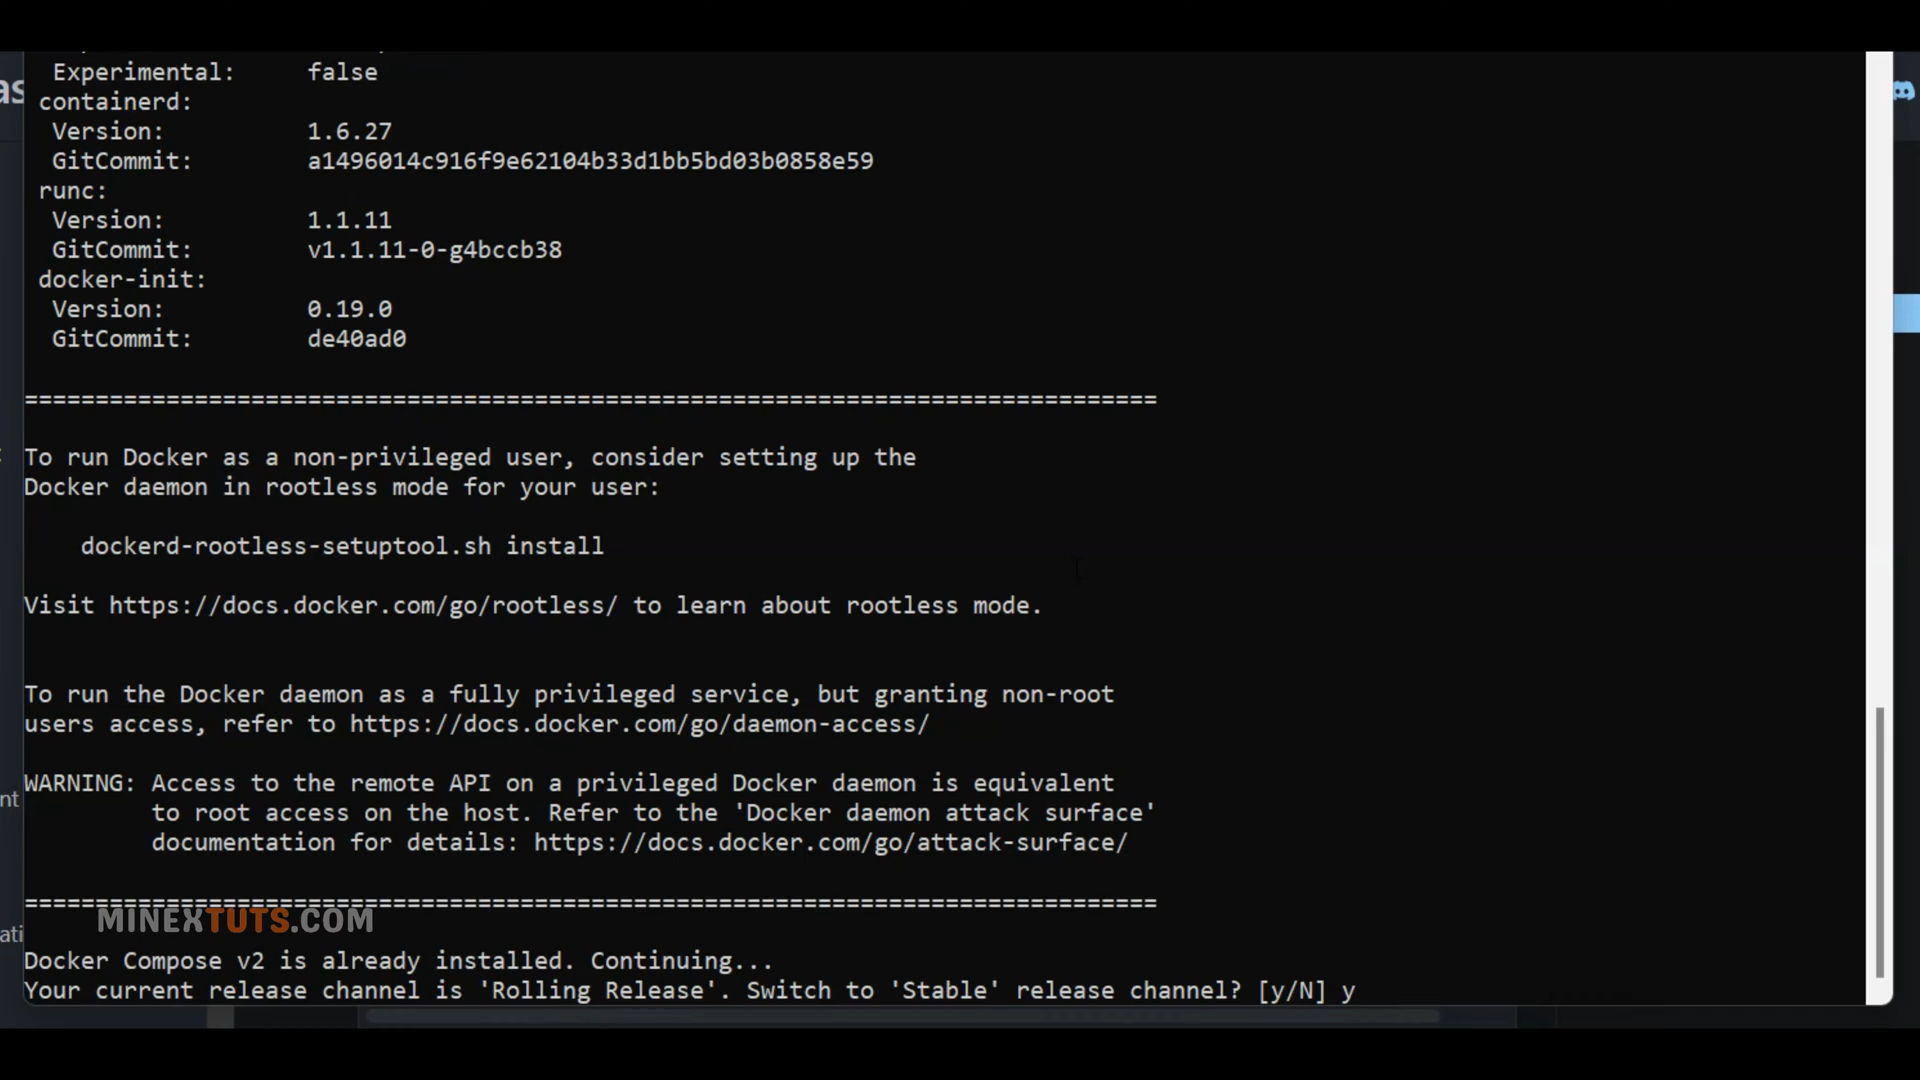 Experimental: false
as
containerd:
Version: 1.6.27
GitCommit: a1496014c916f9e62104b33d1bb5bd03b0858e59
runc:
Version: 1.1.11
GitCommit: v1.1.11-0-g4bccb38
docker-init:
Version: 0.19.0
GitCommit: de40ad0
================================================================================
To run Docker as a non-privileged user, consider setting up the
Docker daemon in rootless mode for your user:
dockerd-rootless-setuptool.sh install
Visit https://docs.docker.com/go/rootless/ to learn about rootless mode.
To run the Docker daemon as a fully privileged service, but granting non-root
users access, refer to https://docs.docker.com/go/daemon-access/
WARNING: Access to the remote API on a privileged Docker daemon is equivalent
nt
to root access on the host. Refer to the 'Docker daemon attack surface'
documentation for details: https://docs.docker.com/go/attack-surface/
================================================================================
MINEXTUTS.COM
ati
Docker Compose v2 is already installed. Continuing...
Your current release channel is 'Rolling Release'. Switch to 'Stable' release channel? [y/N] y